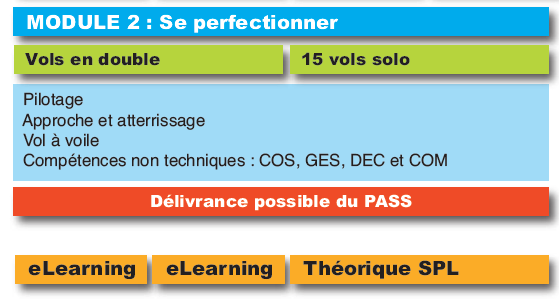 MODULE 2 : Se perfectionner
Vols en double
15 vols solo
Pilotage
Approche et atterrissage
Vol à voile
Compétences non techniques : COS, GES, DEC et COM
Délivrance possible du PASS
eLearning
eLearning
Théorique SPL